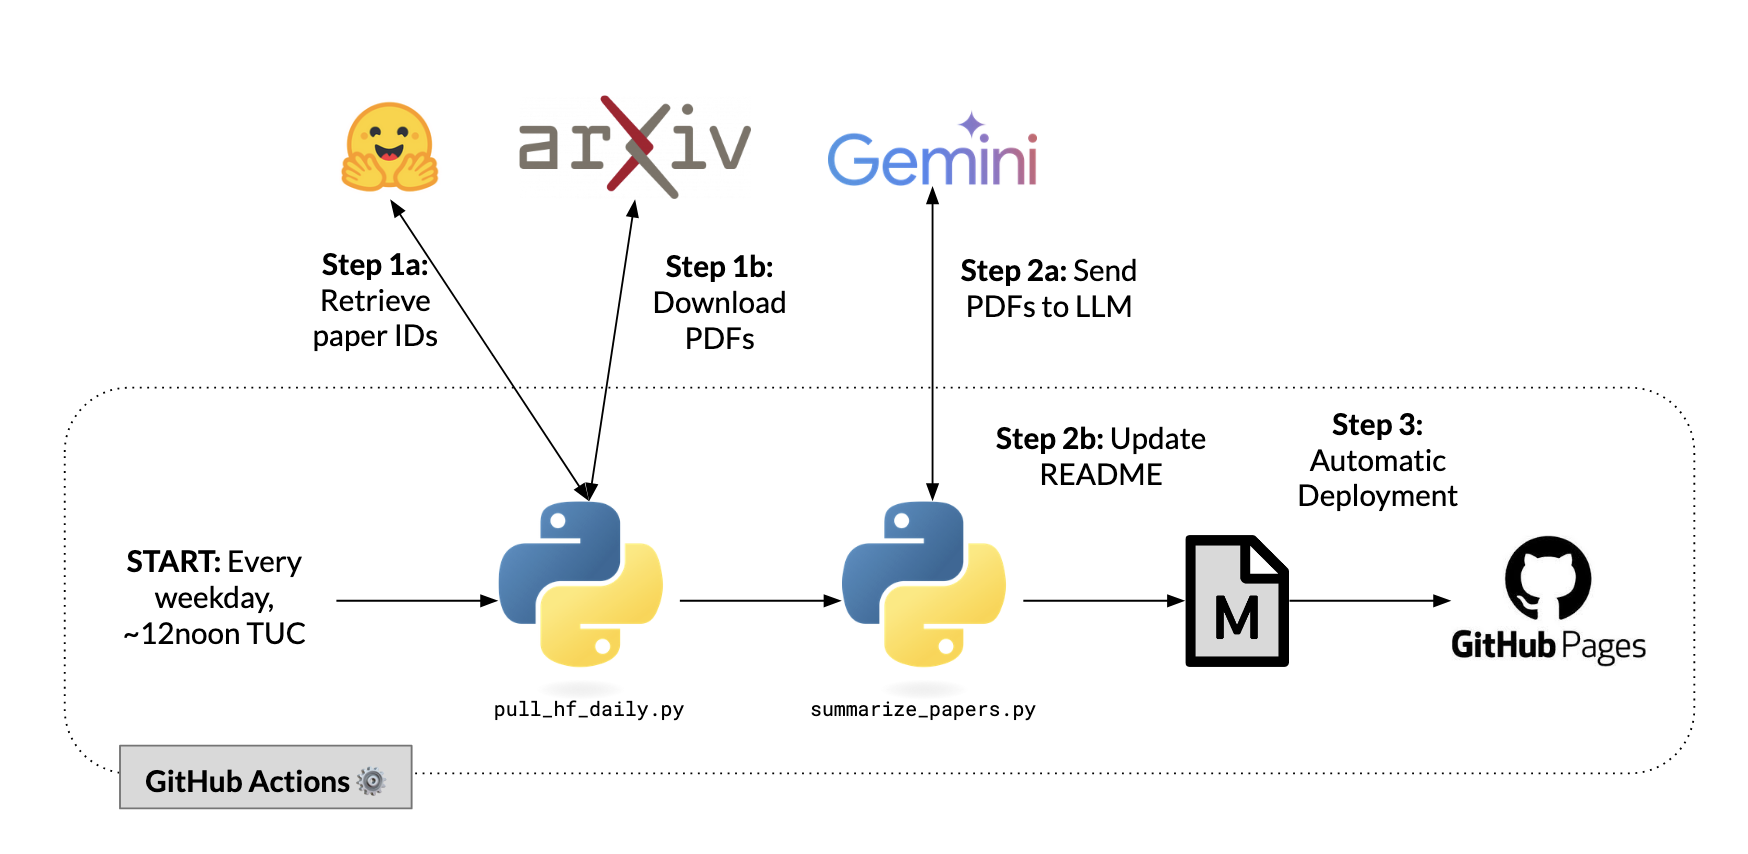 arXiv
Gemini
Step 1a:
Retrieve
paper IDs
Step 1b:
Download
PDFs
Step 2a: Send
PDFs to LLM
START: Every
weekday,
~12noon TUC
pull_hf_daily.py
summarize_papers.py
Step 2b: Update
README
M
Step 3:
Automatic
Deployment
GitHub Pages
GitHub Actions